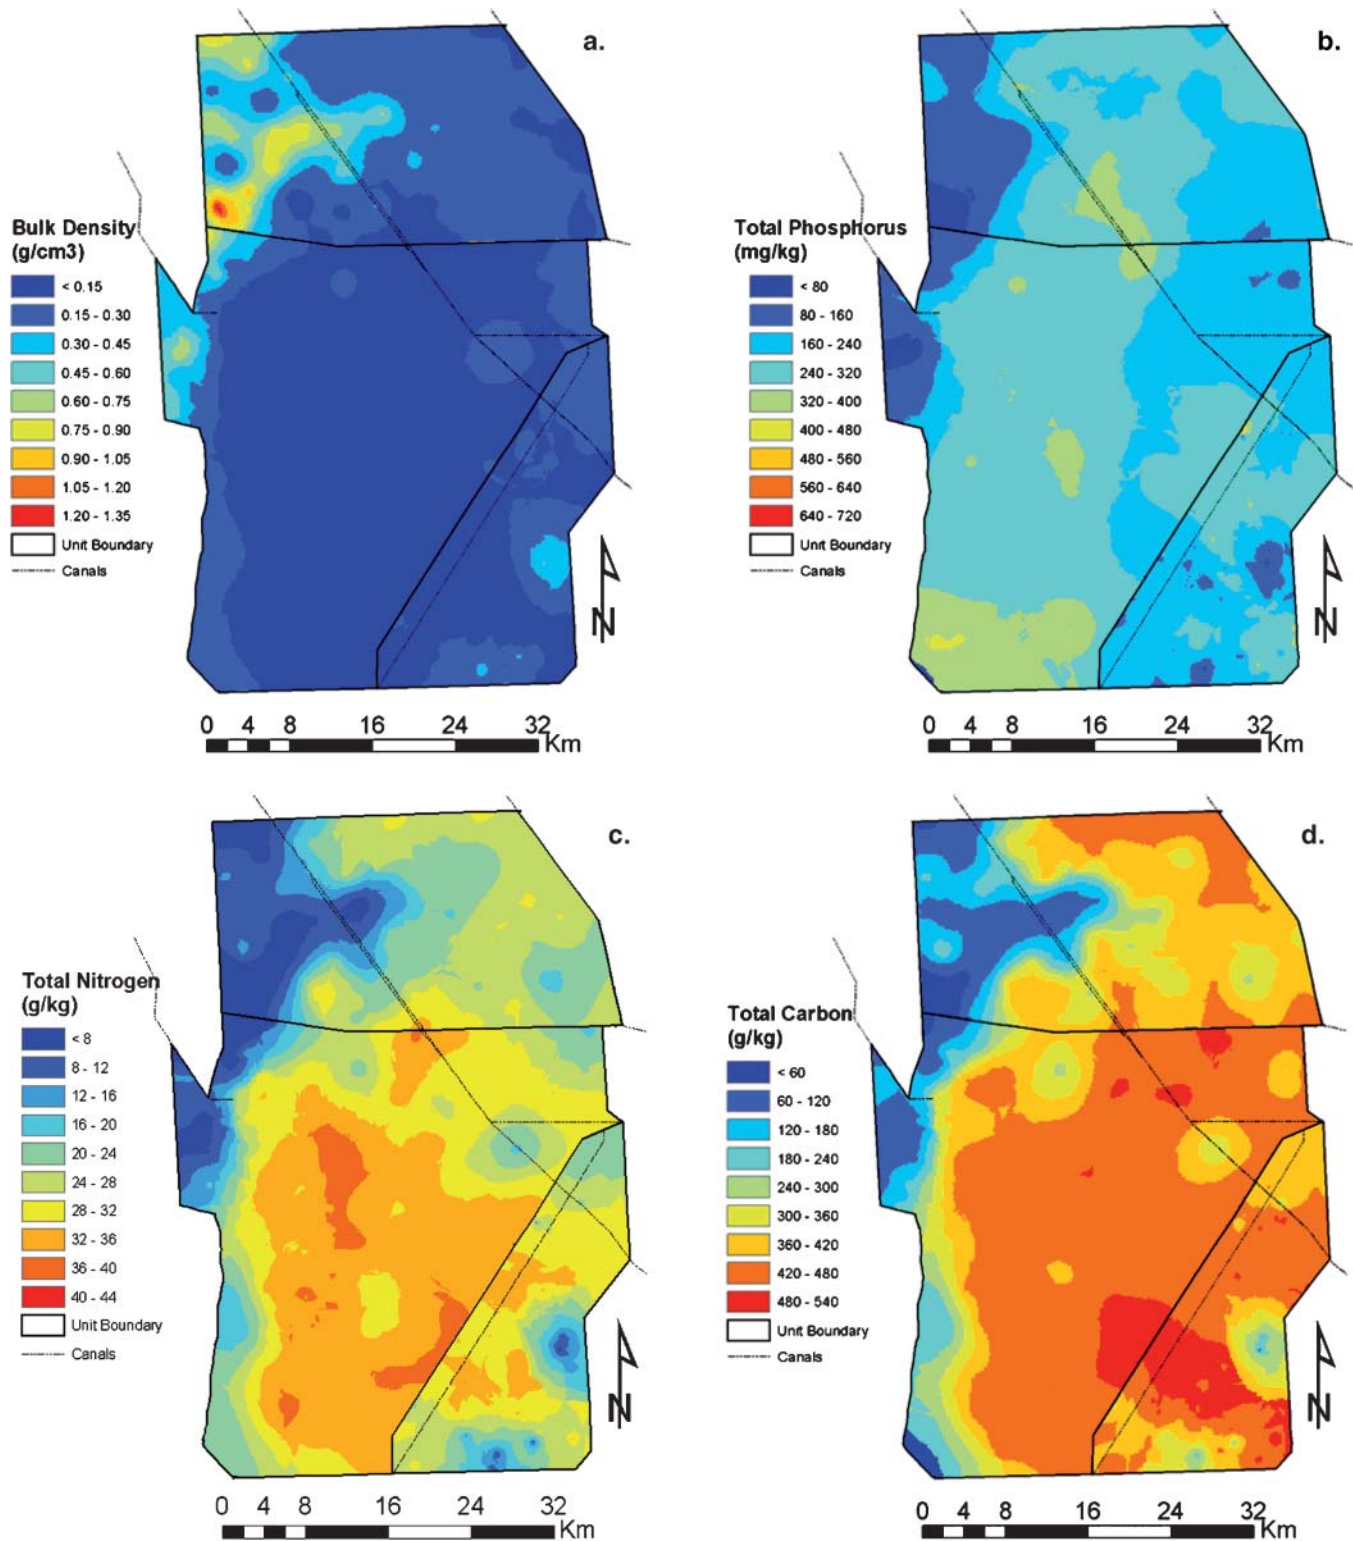 a.
Bulk Density
(g/cm3)
< 0.15
0.15 - 0.30
0.30 - 0.45
0.45 - 0.60
0.60 - 0.75
0.75 - 0.90
0.90 - 1.05
1.05 - 1.20
1.20 - 1.35
Unit Boundary
Canals
N
0 4 8 16 24 32
Km
b.
Total Phosphorus
(mg/kg)
< 80
80 - 160
160 - 240
240 - 320
320 - 400
400 - 480
480 - 560
560 - 640
640 - 720
Unit Boundary
Canals
N
0 4 8 16 24 32
Km
c.
Total Nitrogen
(g/kg)
< 8
8 - 12
12 - 16
16 - 20
20 - 24
24 - 28
28 - 32
32 - 36
36 - 40
40 - 44
Unit Boundary
Canals
N
0 4 8 16 24 32
Km
d.
Total Carbon
(g/kg)
< 60
60 - 120
120 - 180
180 - 240
240 - 300
300 - 360
360 - 420
420 - 480
480 - 540
Unit Boundary
Canals
N
0 4 8 16 24 32
Km